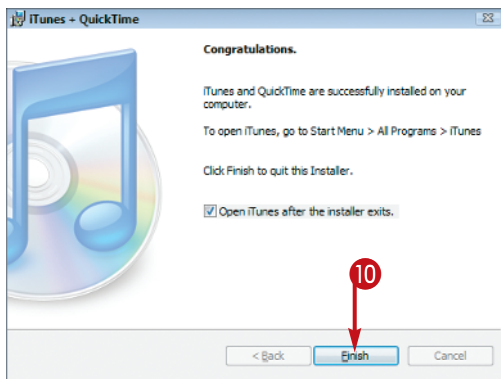 iTunes + QuickTime
Congratulations.
iTunes and QuickTime are successfully installed on your
computer.
To open iTunes, go to Start Menu > All Programs > iTunes
Click Finish to quit this Installer.
Open iTunes after the installer exits.
10
< Back
Finish
Cancel